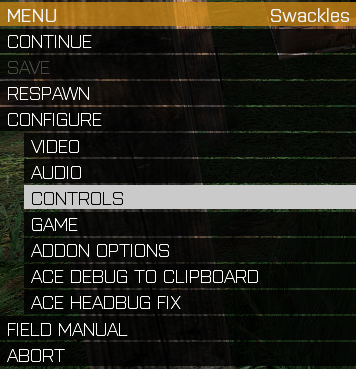 MENU Swackles
CONTINUE
SAVE
RESPAWN
CONFIGURE
VIDEO
AUDIO
CONTROLS
GAME
ADDON OPTIONS
ACE DEBUG TO CLIPBOARD
ACE HEADBUG FIX
FIELD MANUAL
ABORT